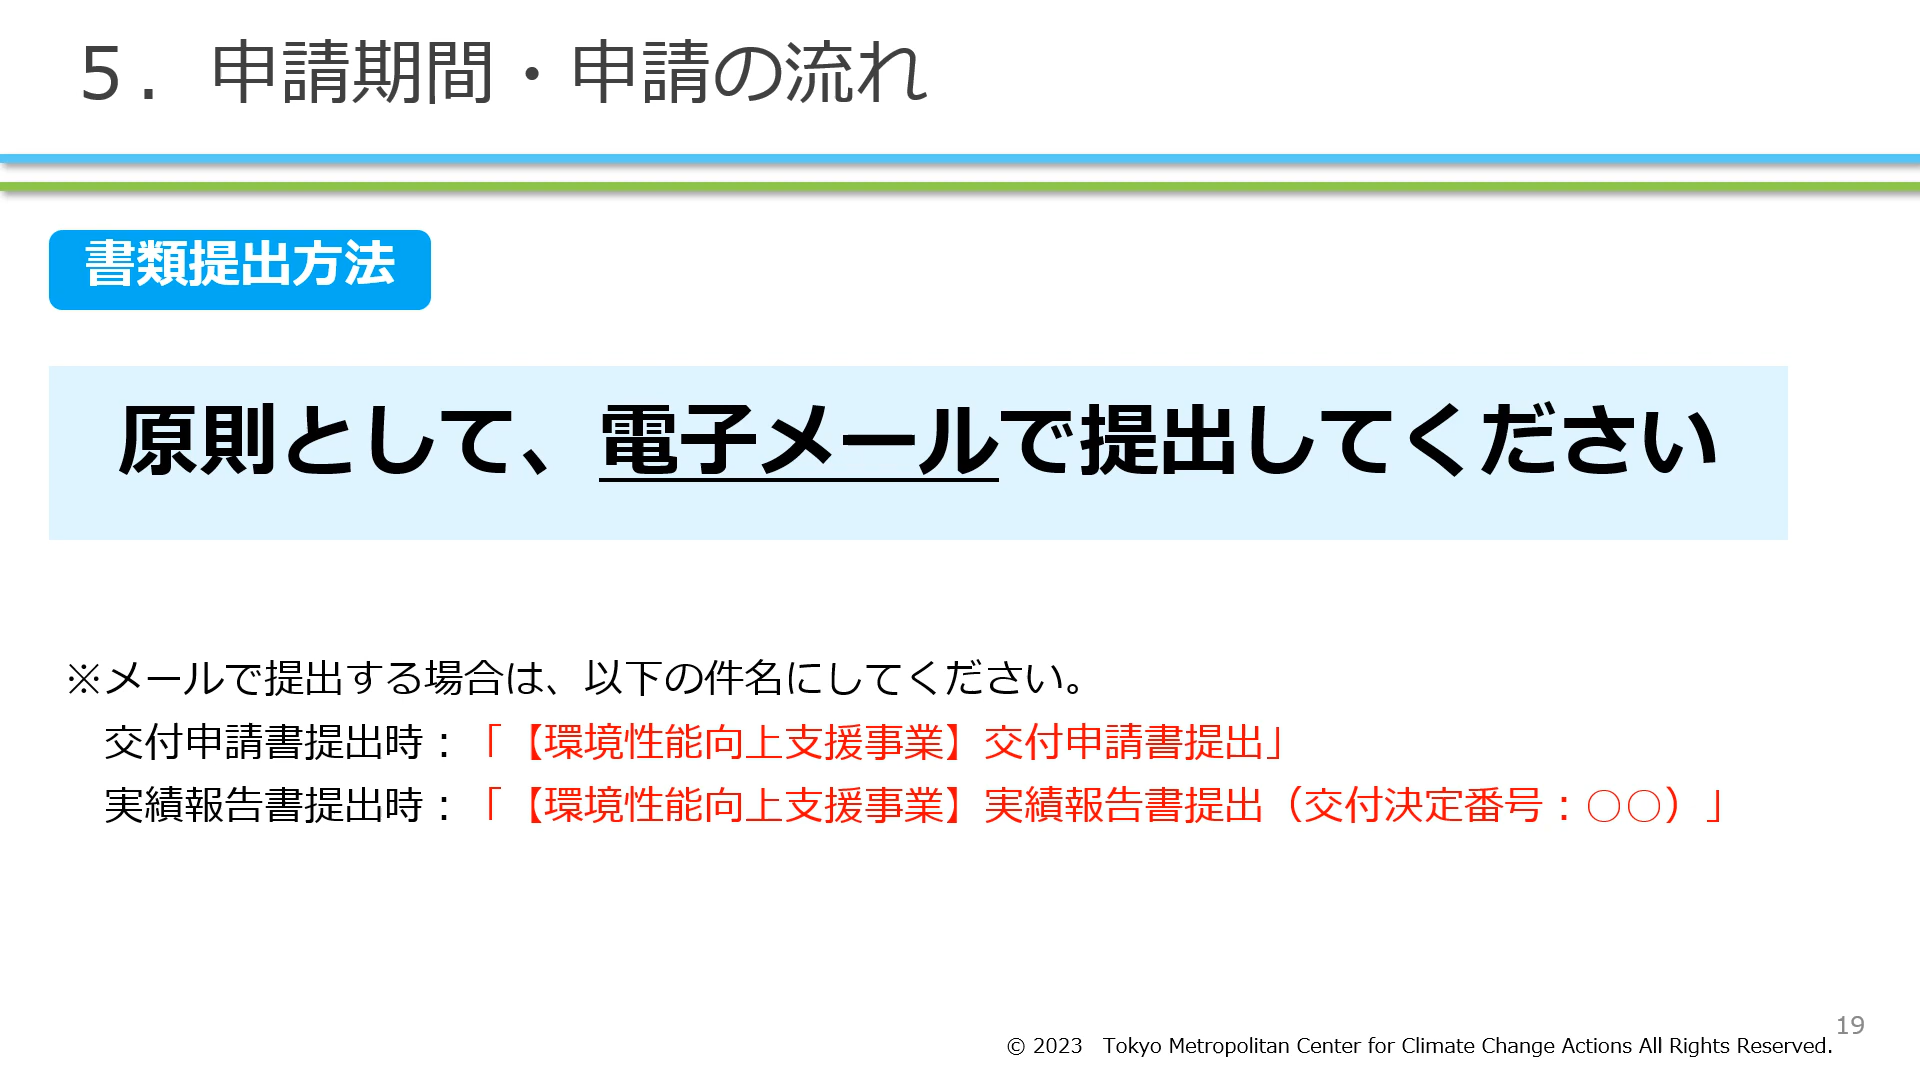 ５．申請期間・申請の流れ
書類提出方法
原則として、電子メールで提出してください
※メールで提出する場合は、以下の件名にしてください。
交付申請書提出時：「【環境性能向上支援事業】交付申請書提出」
実績報告書提出時：「【環境性能向上支援事業】実績報告書提出（交付決定番号：○○）」
19
© 2023　Tokyo Metropolitan Center for Climate Change Actions All Rights Reserved.